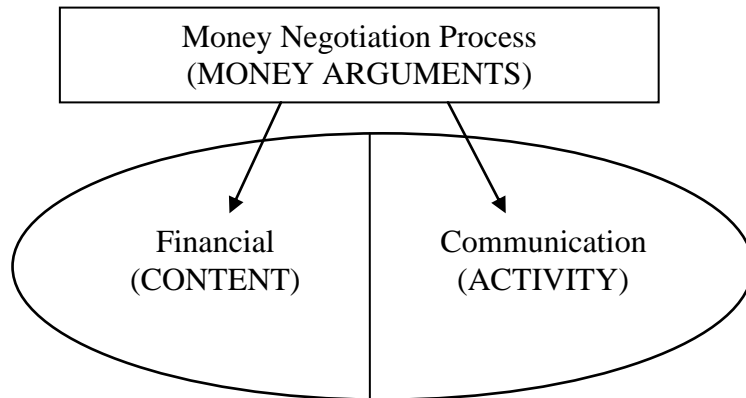 Money Negotiation Process
(MONEY ARGUMENTS)
Financial
(CONTENT)
Communication
(ACTIVITY)